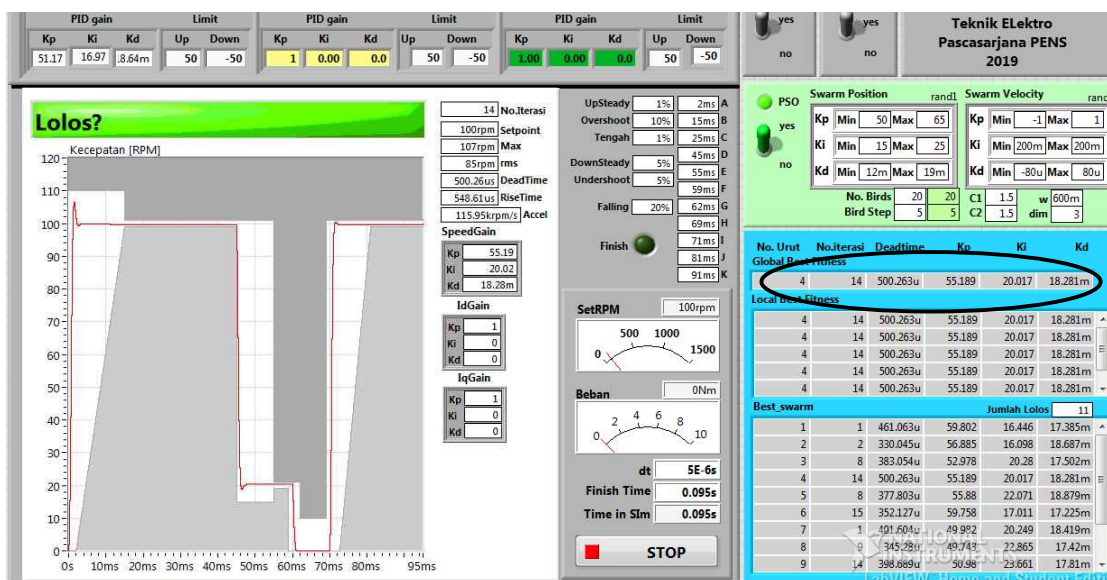 PID gain Limit PID gain Limit PID gain Limit
Kp Ki Kd Up Down Kp Ki Kd Up Down Kp Ki Kd Up Down
51.17 16.97 .8.64m 50 -50 1 0.00 0.0 50 -50 1.00 0.00 0.0 50 -50
yes
no
yes
no
Teknik ELektro
Pascasarjana PENS
2019
Lolos?
Kecepatan [RPM]
120
110
100
90
80
70
60
50
40
30
20
10
0
0s 10ms 20ms 30ms 40ms 50ms 60ms 70ms 80ms 95ms
14 No.Iterasi
100rpm Setpoint
107rpm Max
85rpm rms
500.26us DeadTime
548.61us RiseTime
115.95krpm/s Accel
SpeedGain
Kp 55.19
Ki 20.02
Kd 18.28m
IdGain
Kp 1
Ki 0
Kd 0
IqGain
Kp 1
Ki 0
Kd 0
UpSteady 1%
Overshoot 10%
Tengah 1%
DownSteady 5%
Undershoot 5%
Falling 20%
Finish
2ms A
15ms B
25ms C
45ms D
55ms E
59ms F
62ms G
69ms H
71ms I
81ms J
91ms K
SetRPM 100rpm
0 500 1000 1500
Beban 0Nm
0 2 4 6 8 10
dt 5E-6s
Finish Time 0.095s
Time in SIm 0.095s
STOP
PSO
yes
no
Swarm Position rand1
Kp Min 50 Max 65
Ki Min 15 Max 25
Kd Min 12m Max 19m
Swarm Velocity rand
Kp Min -1 Max 1
Ki Min 200m Max 200m
Kd Min -80u Max 80u
No. Birds 20 20 C1 1.5 w 600m
Bird Step 5 5 C2 1.5 dim 3
No. Urut No.iterasi Deadtime Kp Ki Kd
Global Best Fitness
4 14 500.263u 55.189 20.017 18.281m
Local Best Fitness
4 14 500.263u 55.189 20.017 18.281m
4 14 500.263u 55.189 20.017 18.281m
4 14 500.263u 55.189 20.017 18.281m
4 14 500.263u 55.189 20.017 18.281m
4 14 500.263u 55.189 20.017 18.281m
Best_swarm Jumlah Lolos 11
1 1 461.063u 59.802 16.446 17.385m
2 2 330.045u 56.885 16.098 18.687m
3 8 383.054u 52.978 20.28 17.502m
4 14 500.263u 55.189 20.017 18.281m
5 8 377.803u 55.88 22.071 18.879m
6 15 352.127u 59.758 17.011 17.225m
7 1 401.604u 49.982 20.249 18.419m
8 9 345.28u 49.743 22.865 17.42m
9 14 398.689u 50.98 23.661 17.81m
NATIONAL
INSTRUMENTS
LabVIEW Home and Student Edit